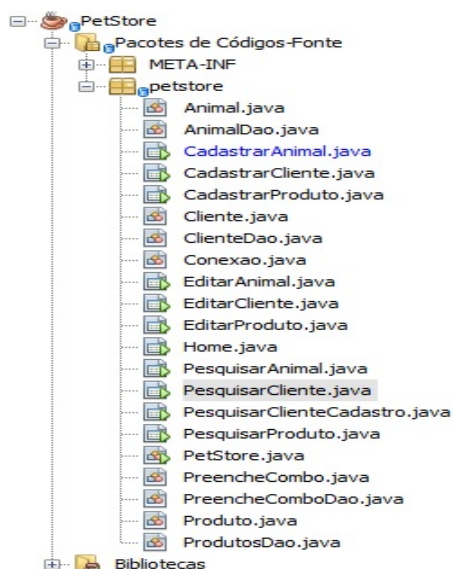 PetStore
Pacotes de Códigos-Fonte
META-INF
petstore
Animal.java
AnimalDao.java
CadastrarAnimal.java
CadastrarCliente.java
CadastrarProduto.java
Cliente.java
ClienteDao.java
Conexao.java
EditarAnimal.java
EditarCliente.java
EditarProduto.java
Home.java
PesquisarAnimal.java
PesquisarCliente.java
PesquisarClienteCadastro.java
PesquisarProduto.java
PetStore.java
PreencheCombo.java
PreencheComboDao.java
Produto.java
ProdutosDao.java
Bibliotecas